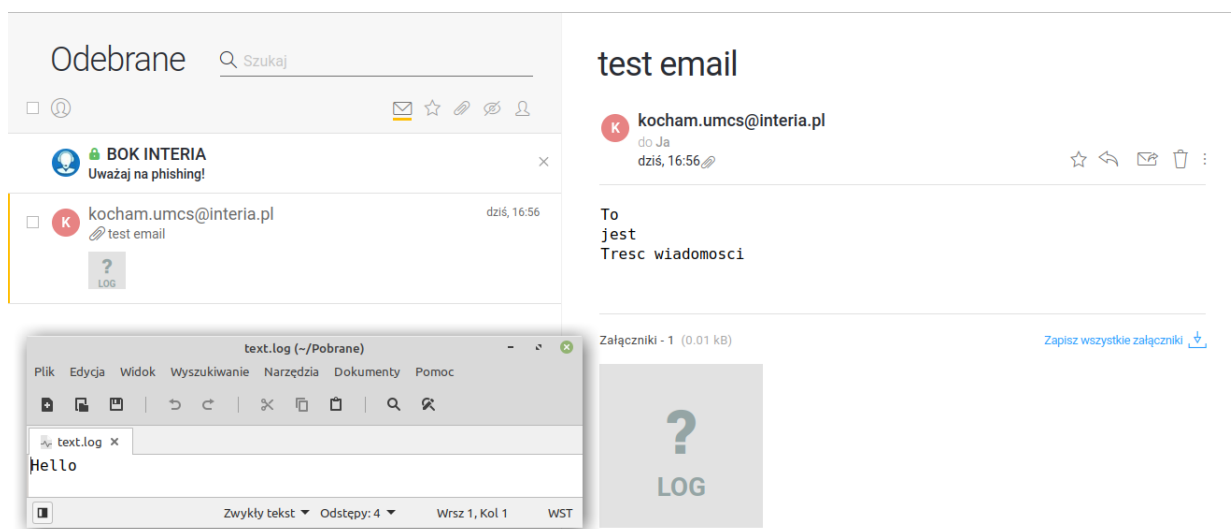 Odebrane
Szukaj
BOK INTERIA
Uważaj na phishing!
K
kocham.umcs@interia.pl
dziś, 16:56
test email
?
LOG
test email
K
kocham.umcs@interia.pl
do Ja
dziś, 16:56
To
jest
Tresc wiadomosci
Załączniki - 1 (0.01 kB)
Zapisz wszystkie załączniki
?
LOG
text.log (~/Pobrane)
Plik Edycja Widok Wyszukiwanie Narzędzia Dokumenty Pomoc
text.log
Hello
Zwykły tekst Odstępy: 4 Wrsz 1, Kol 1 WST